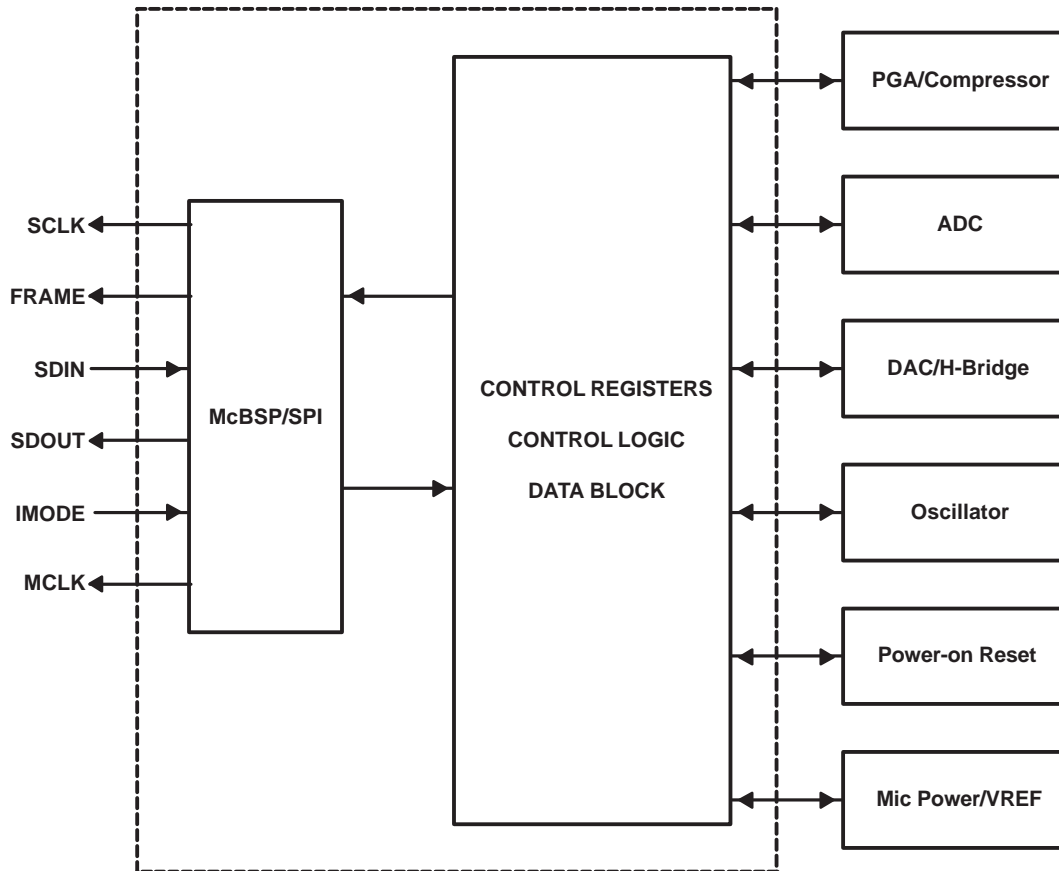 SCLK
FRAME
SDIN
SDOUT
IMODE
MCLK
McBSP/SPI
CONTROL REGISTERS
CONTROL LOGIC
DATA BLOCK
PGA/Compressor
ADC
DAC/H-Bridge
Oscillator
Power-on Reset
Mic Power/VREF